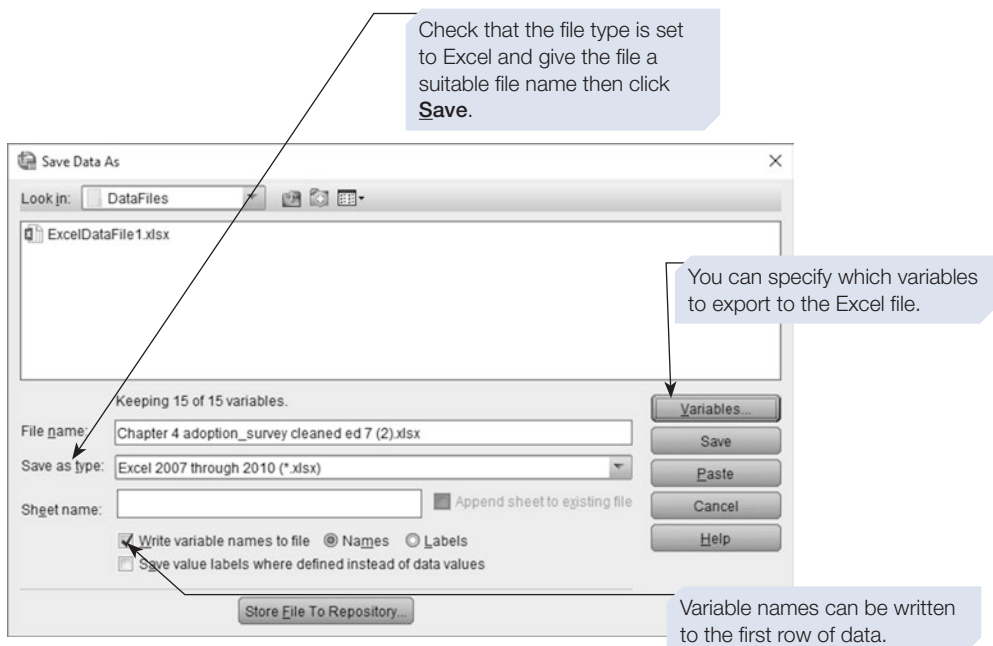 Check that the file type is set
to Excel and give the file a
suitable file name then click
Save.
Save Data As
Look in: DataFiles
ExcelDataFile1.xlsx
You can specify which variables
to export to the Excel file.
Keeping 15 of 15 variables.
Variables...
File name: Chapter 4 adoption_survey cleaned ed 7 (2).xlsx
Save
Save as type: Excel 2007 through 2010 (*.xlsx)
Paste
Sheet name: Append sheet to existing file
Cancel
Write variable names to file Names Labels
Help
Save value labels where defined instead of data values
Store File To Repository...
Variable names can be written
to the first row of data.